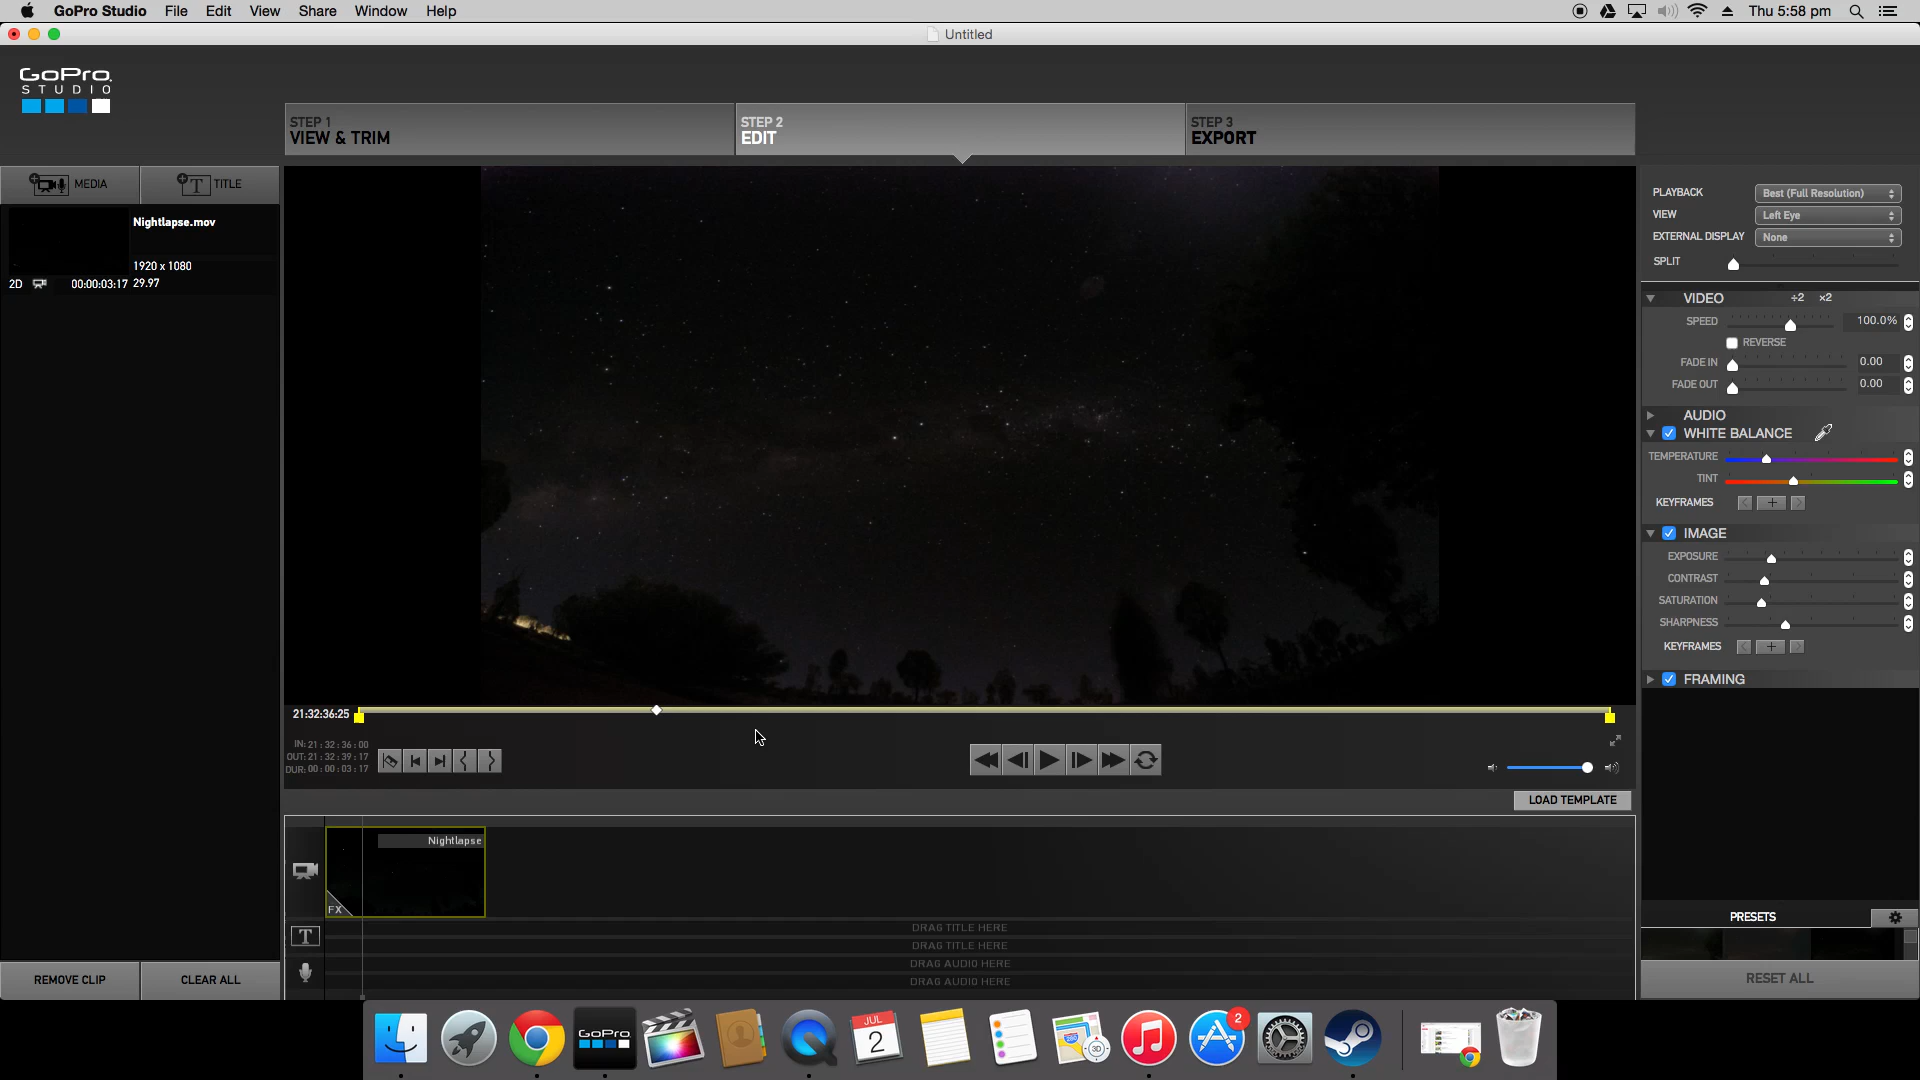 GoPro Studio File Edit View Share Window Help
Thu 5:58 pm
Untitled
GoPro
STUDIO
STEP 1
VIEW & TRIM
STEP 2
EDIT
STEP 3
EXPORT
MEDIA
TITLE
Nightlapse.mov
1920 x 1080
2D 00:00:03:17 29.97
PLAYBACK Best (Full Resolution)
VIEW Left Eye
EXTERNAL DISPLAY None
SPLIT
VIDEO ÷2 x2
SPEED 100.0%
REVERSE
FADE IN 0.00
FADE OUT 0.00
AUDIO
WHITE BALANCE
TEMPERATURE
TINT
KEYFRAMES
IMAGE
EXPOSURE
CONTRAST
SATURATION
SHARPNESS
KEYFRAMES
FRAMING
21:32:36:25
IN: 21:32:36:00
OUT: 21:32:39:17
DUR: 00:00:03:17
LOAD TEMPLATE
Nightlapse
FX
T
DRAG TITLE HERE
DRAG TITLE HERE
DRAG AUDIO HERE
DRAG AUDIO HERE
PRESETS
REMOVE CLIP
CLEAR ALL
RESET ALL
GoPro
JUL
2
280
3D
2